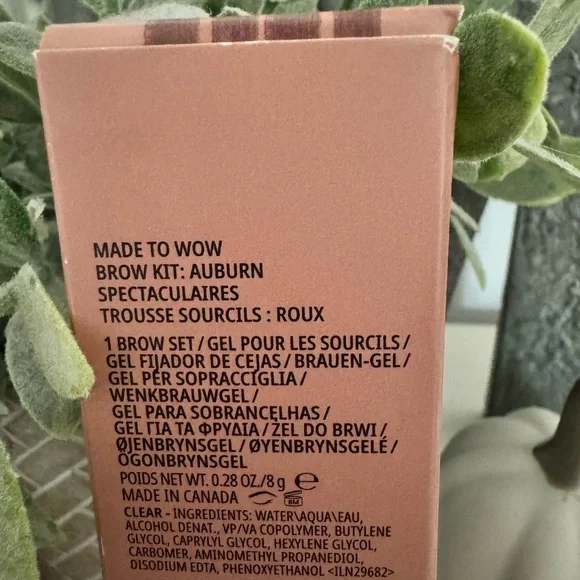 MADE TO WOW
BROW KIT: AUBURN
SPECTACULAIRES
TROUSSE SOURCILS : ROUX
1 BROW SET / GEL POUR LES SOURCILS /
GEL FIJADOR DE CEJAS / BRAUEN-GEL /
GEL PER SOPRACCIGLIA /
WENKBRAUWGEL /
GEL PARA SOBRANCELHAS /
GEL ΓΙΑ ΤΑ ΦΡΥΔΙΑ / ŻEL DO BRWI /
ØJENBRYNSGEL / ØYENBRYNSGELÉ /
ÖGONBRYNSGEL
POIDS NET WT. 0.28 OZ./8 g ℮
MADE IN CANADA 6M
CLEAR - INGREDIENTS: WATER\AQUA\EAU,
ALCOHOL DENAT., VP/VA COPOLYMER, BUTYLENE
GLYCOL, CAPRYLYL GLYCOL, HEXYLENE GLYCOL,
CARBOMER, AMINOMETHYL PROPANEDIOL,
DISODIUM EDTA, PHENOXYETHANOL <ILN29682>